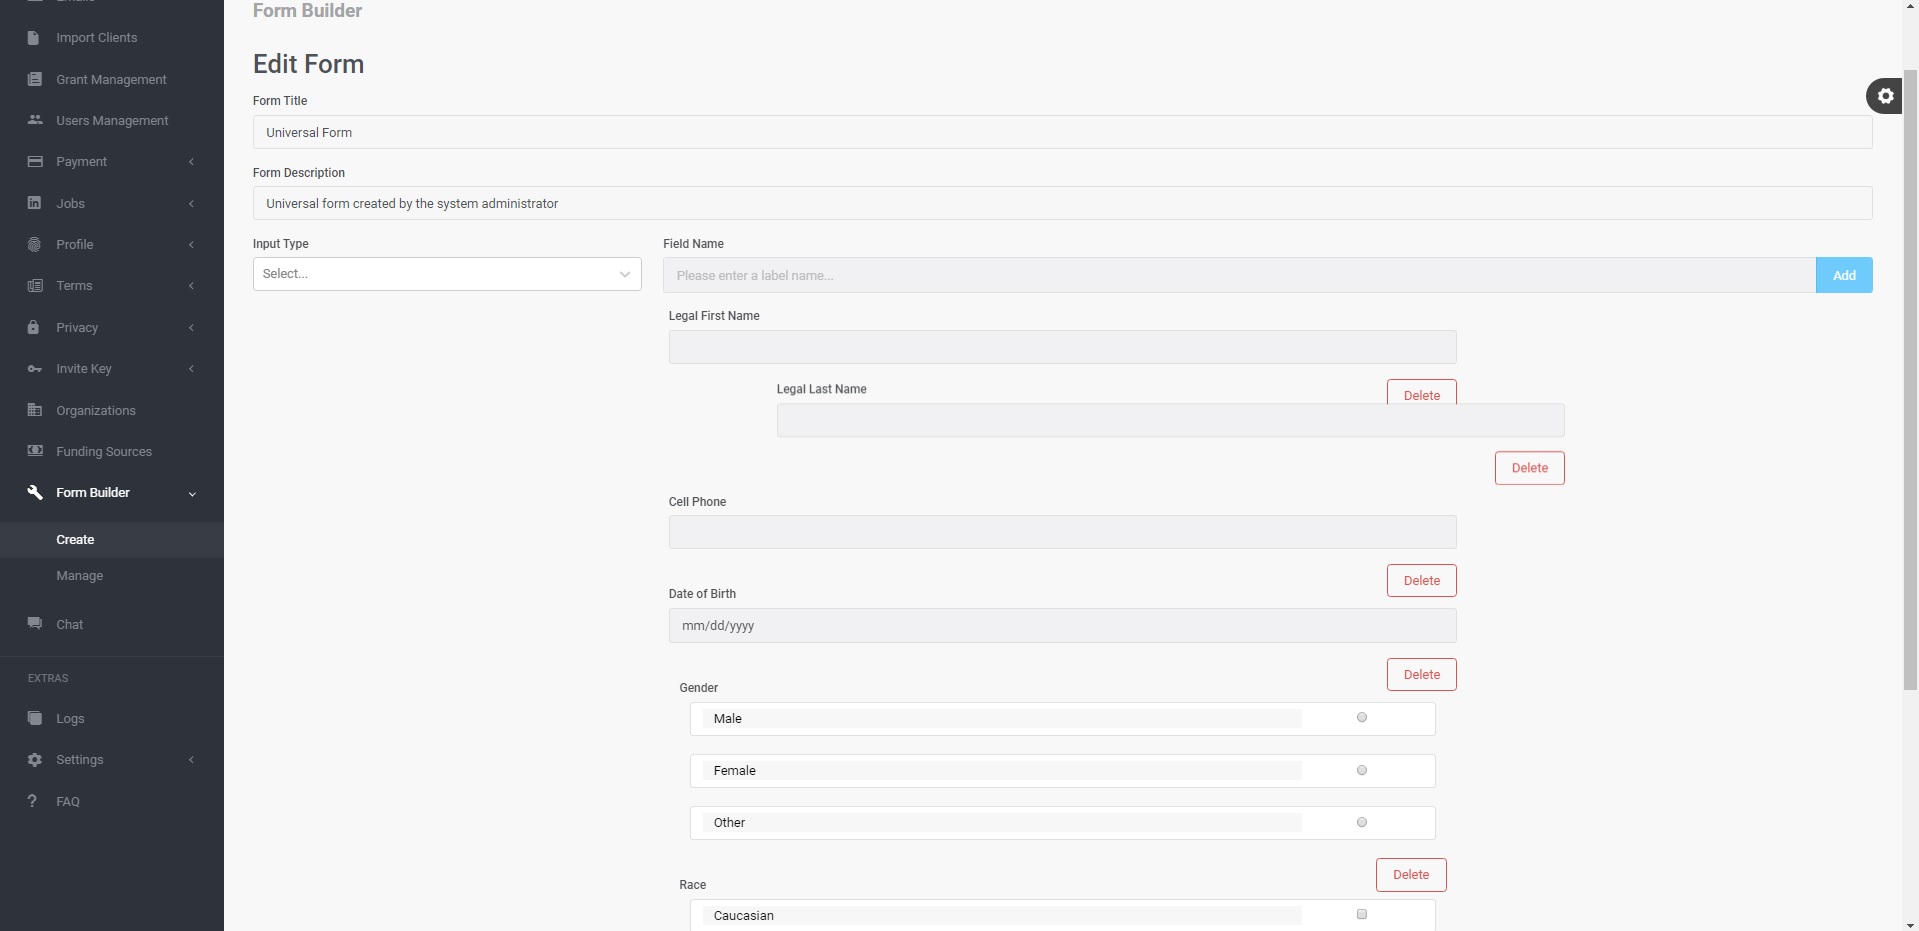 Import Clients
Grant Management
Users Management
Payment
Jobs
Profile
Terms
Privacy
Invite Key
Organizations
Funding Sources
Form Builder
Create
Manage
Chat
EXTRAS
Logs
Settings
FAQ
Form Builder
Edit Form
Form Title
Universal Form
Form Description
Universal form created by the system administrator
Input Type
Select...
Field Name
Please enter a label name...
Add
Legal First Name
Delete
Legal Last Name
Delete
Cell Phone
Delete
Date of Birth
mm/dd/yyyy
Delete
Gender
Male
Female
Other
Delete
Race
Caucasian